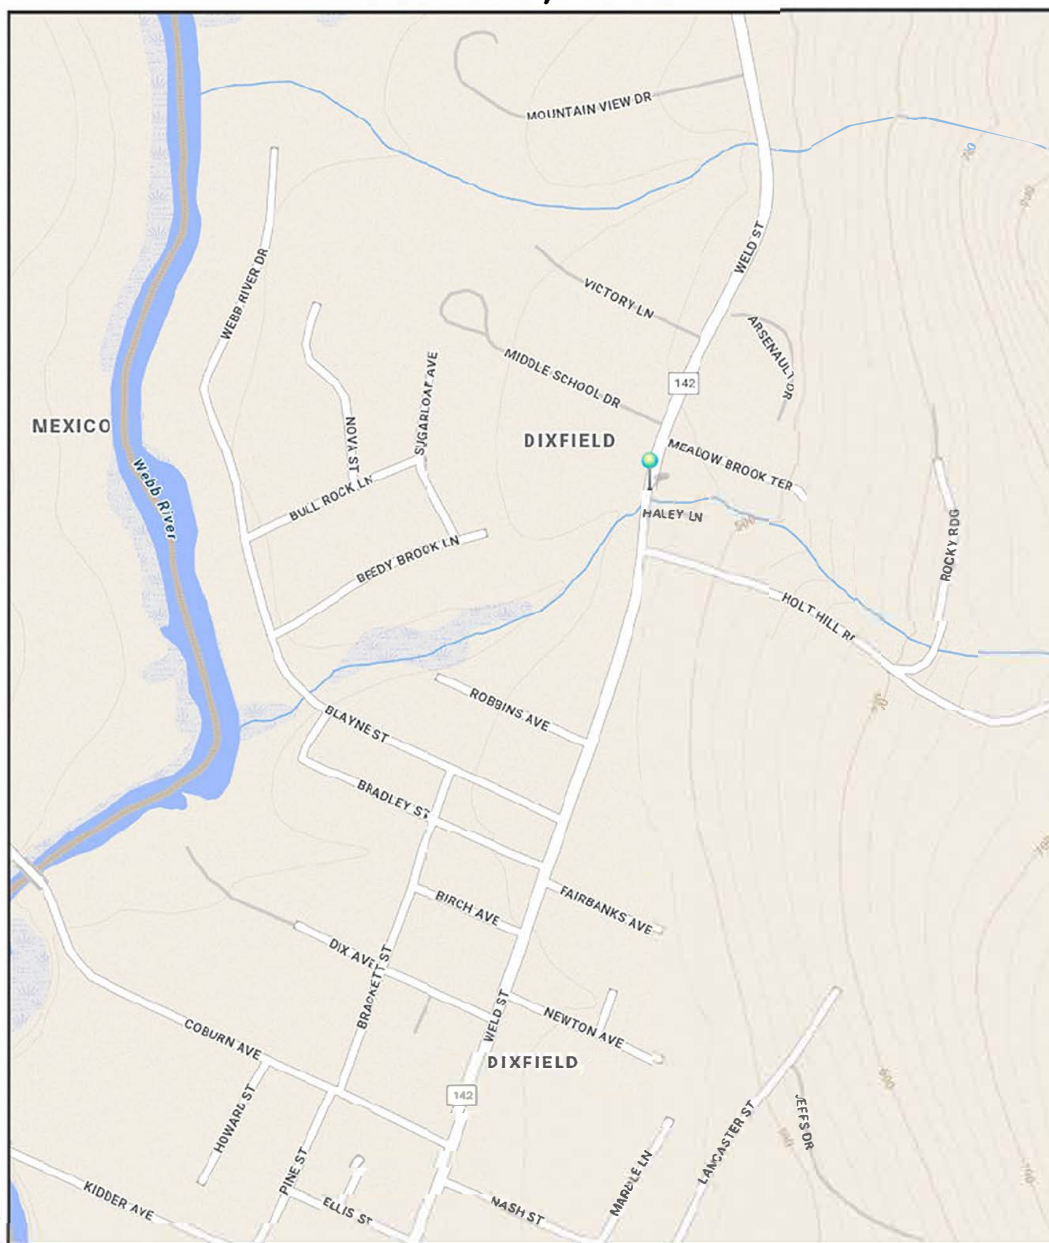 MOUNTAIN VIEW DR
WELD ST
VICTORY LN
ARSENAULT DR
WEBB RIVER DR
MIDDLE SCHOOL DR
142
SUGARLOAF AVE
NOVA ST
MEXICO
DIXFIELD
MEADOW BROOK TER
Webb River
BULL ROCK LN
HALEY LN
500
BEEDY BROOK LN
ROCKY RDG
HOLT HILL RD
ROBBINS AVE
BLAYNE ST
BRADLEY ST
BIRCH AVE
FAIRBANKS AVE
DIX AVE
BRACKETT ST
WELD ST
NEWTON AVE
COBURN AVE
DIXFIELD
600
142
HOWARD ST
JEFFS DR
LANCASTER ST
MARBLE LN
PINE ST
KIDDER AVE
ELLIS ST
NASH ST